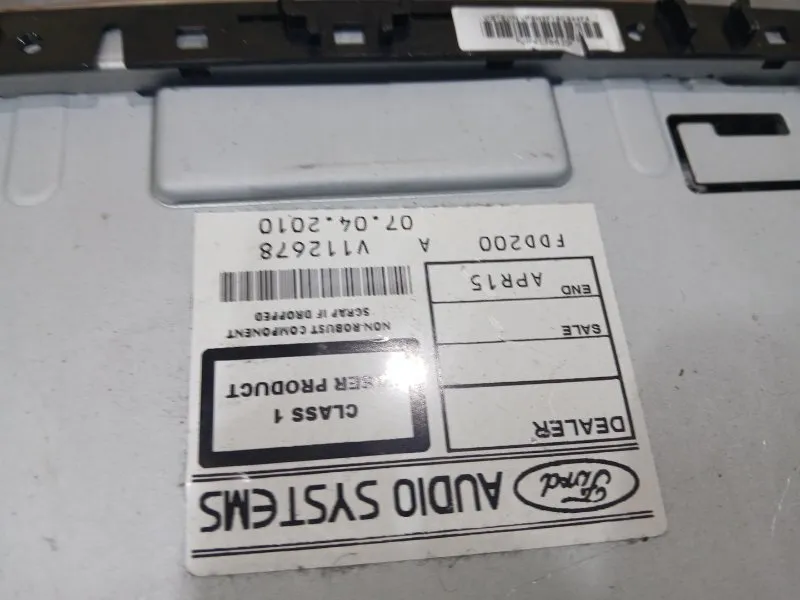 Ford AUDIO SYSTEMS
DEALER
SALE
END APR15
CLASS 1
LASER PRODUCT
NON-ROBUST COMPONENT
SCRAP IF DROPPED
FDD200 A V112678
07.04.2010